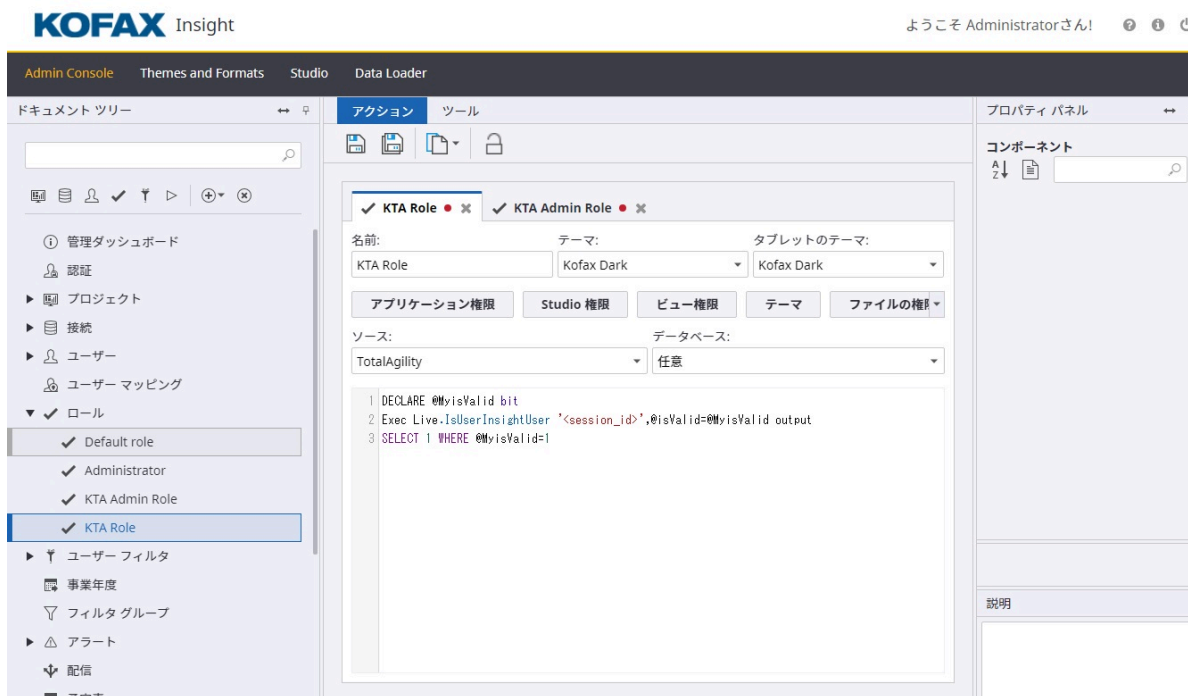 KOFAX Insight
ようこそ Administratorさん!
Admin Console Themes and Formats Studio Data Loader
ドキュメント ツリー
管理ダッシュボード
認証
プロジェクト
接続
ユーザー
ユーザー マッピング
ロール
Default role
Administrator
KTA Admin Role
KTA Role
ユーザー フィルタ
事業年度
フィルタ グループ
アラート
配信
アクション ツール
KTA Role KTA Admin Role
名前: テーマ: タブレットのテーマ:
KTA Role Kofax Dark Kofax Dark
アプリケーション権限 Studio 権限 ビュー権限 テーマ ファイルの権限
ソース: データベース:
TotalAgility 任意
1 DECLARE @MyisValid bit
2 Exec Live.IsUserInsightUser '<session_id>',@isValid=@MyisValid output
3 SELECT 1 WHERE @MyisValid=1
プロパティ パネル
コンポーネント
説明